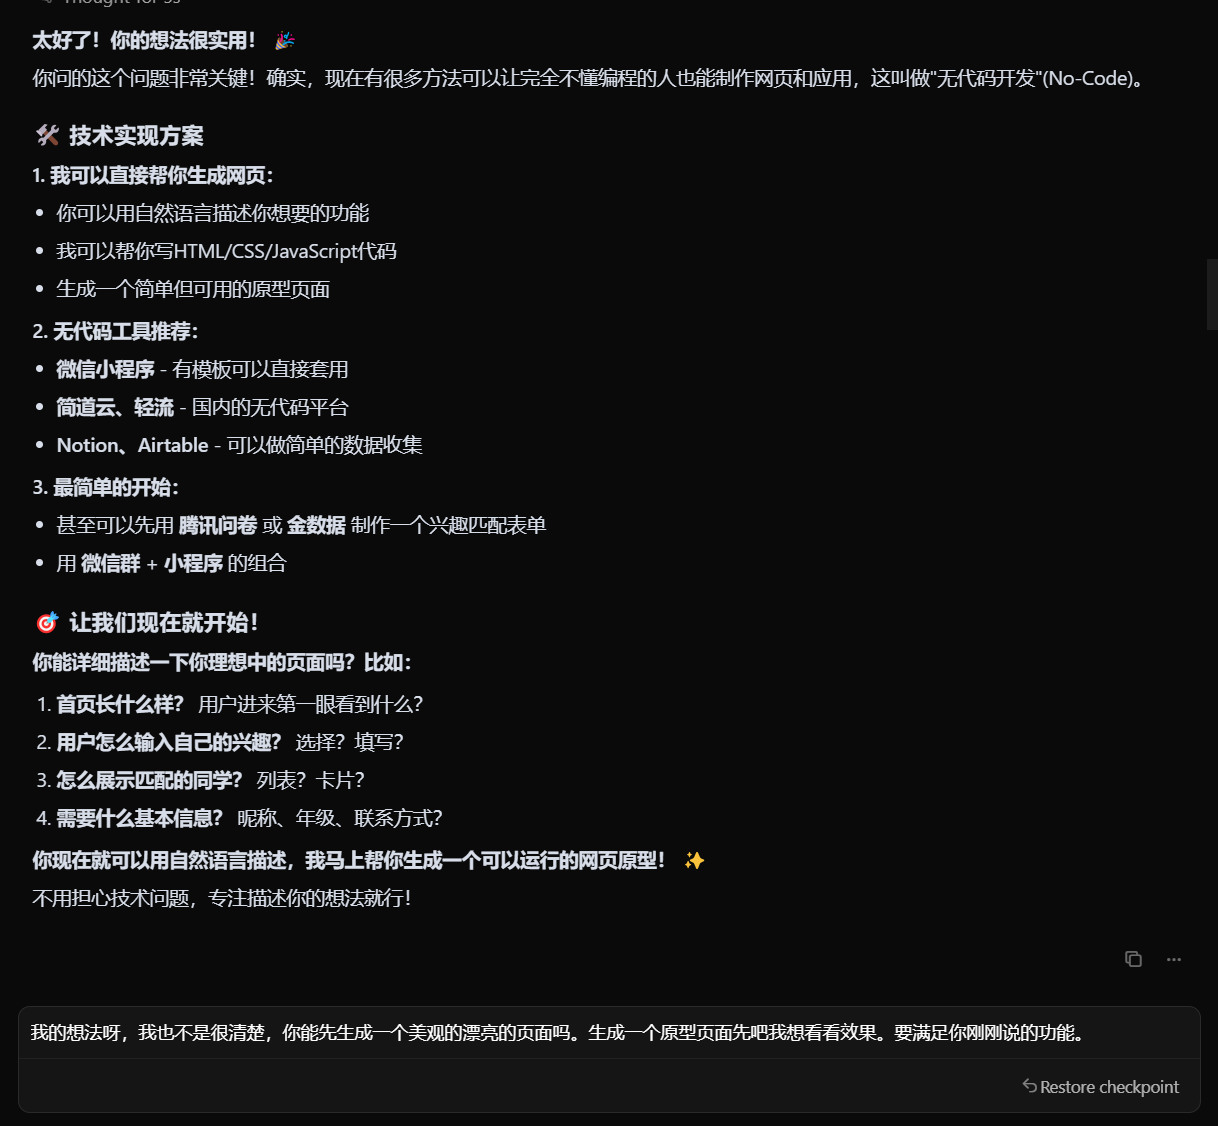 Thought for 5s
太好了！你的想法很实用！ 🎉
你问的这个问题非常关键！确实，现在有很多方法可以让完全不懂编程的人也能制作网页和应用，这叫做"无代码开发"(No-Code)。
🛠️ 技术实现方案
1. 我可以直接帮你生成网页：
• 你可以用自然语言描述你想要的功能
• 我可以帮你写HTML/CSS/JavaScript代码
• 生成一个简单但可用的原型页面
2. 无代码工具推荐：
• 微信小程序 - 有模板可以直接套用
• 简道云、轻流 - 国内的无代码平台
• Notion、Airtable - 可以做简单的数据收集
3. 最简单的开始：
• 甚至可以先用 腾讯问卷 或 金数据 制作一个兴趣匹配表单
• 用 微信群 + 小程序 的组合
🎯 让我们现在就开始！
你能详细描述一下你理想中的页面吗？比如：
1. 首页长什么样？ 用户进来第一眼看到什么？
2. 用户怎么输入自己的兴趣？ 选择？填写？
3. 怎么展示匹配的同学？ 列表？卡片？
4. 需要什么基本信息？ 昵称、年级、联系方式？
你现在就可以用自然语言描述，我马上帮你生成一个可以运行的网页原型！ ✨
不用担心技术问题，专注描述你的想法就行！
我的想法呀，我也不是很清楚，你能先生成一个美观的漂亮的页面吗。生成一个原型页面先吧我想看看效果。要满足你刚刚说的功能。
Restore checkpoint